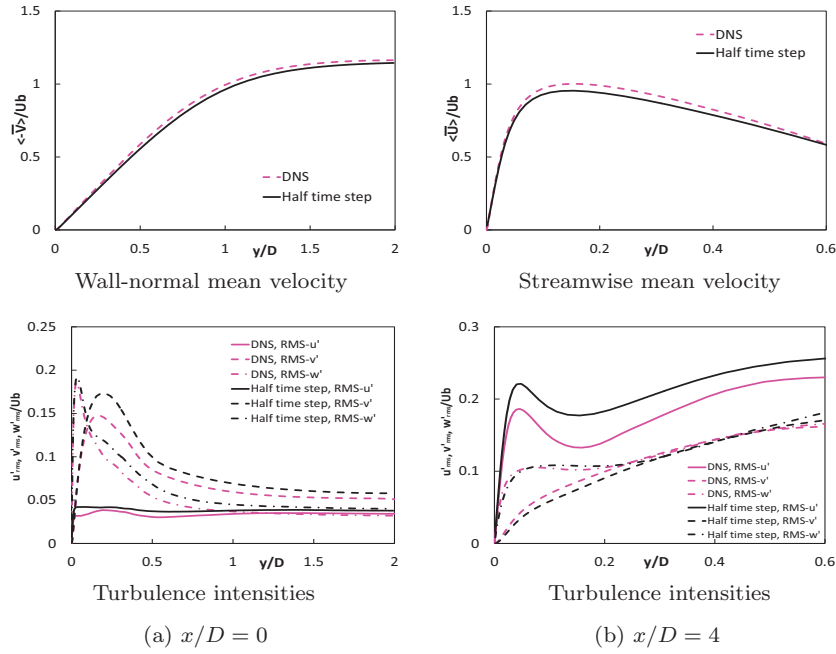 1.5
1
0.5
0
<-V̅>/Ub
DNS
Half time step
0
0.5
1
1.5
2
y/D
Wall-normal mean velocity
1.5
1
0.5
0
<U̅>/Ub
DNS
Half time step
0
0.2
0.4
0.6
y/D
Streamwise mean velocity
0.25
0.2
0.15
0.1
0.05
0
u'rms, v'rms, w'rms/Ub
DNS, RMS-u'
DNS, RMS-v'
DNS, RMS-w'
Half time step, RMS-u'
Half time step, RMS-v'
Half time step, RMS-w'
0
0.5
1
1.5
2
y/D
Turbulence intensities
(a) x/D = 0
0.3
0.2
0.1
0
u'rms, v'rms, w'rms/Ub
DNS, RMS-u'
DNS, RMS-v'
DNS, RMS-w'
Half time step, RMS-u'
Half time step, RMS-v'
Half time step, RMS-w'
0
0.2
0.4
0.6
y/D
Turbulence intensities
(b) x/D = 4